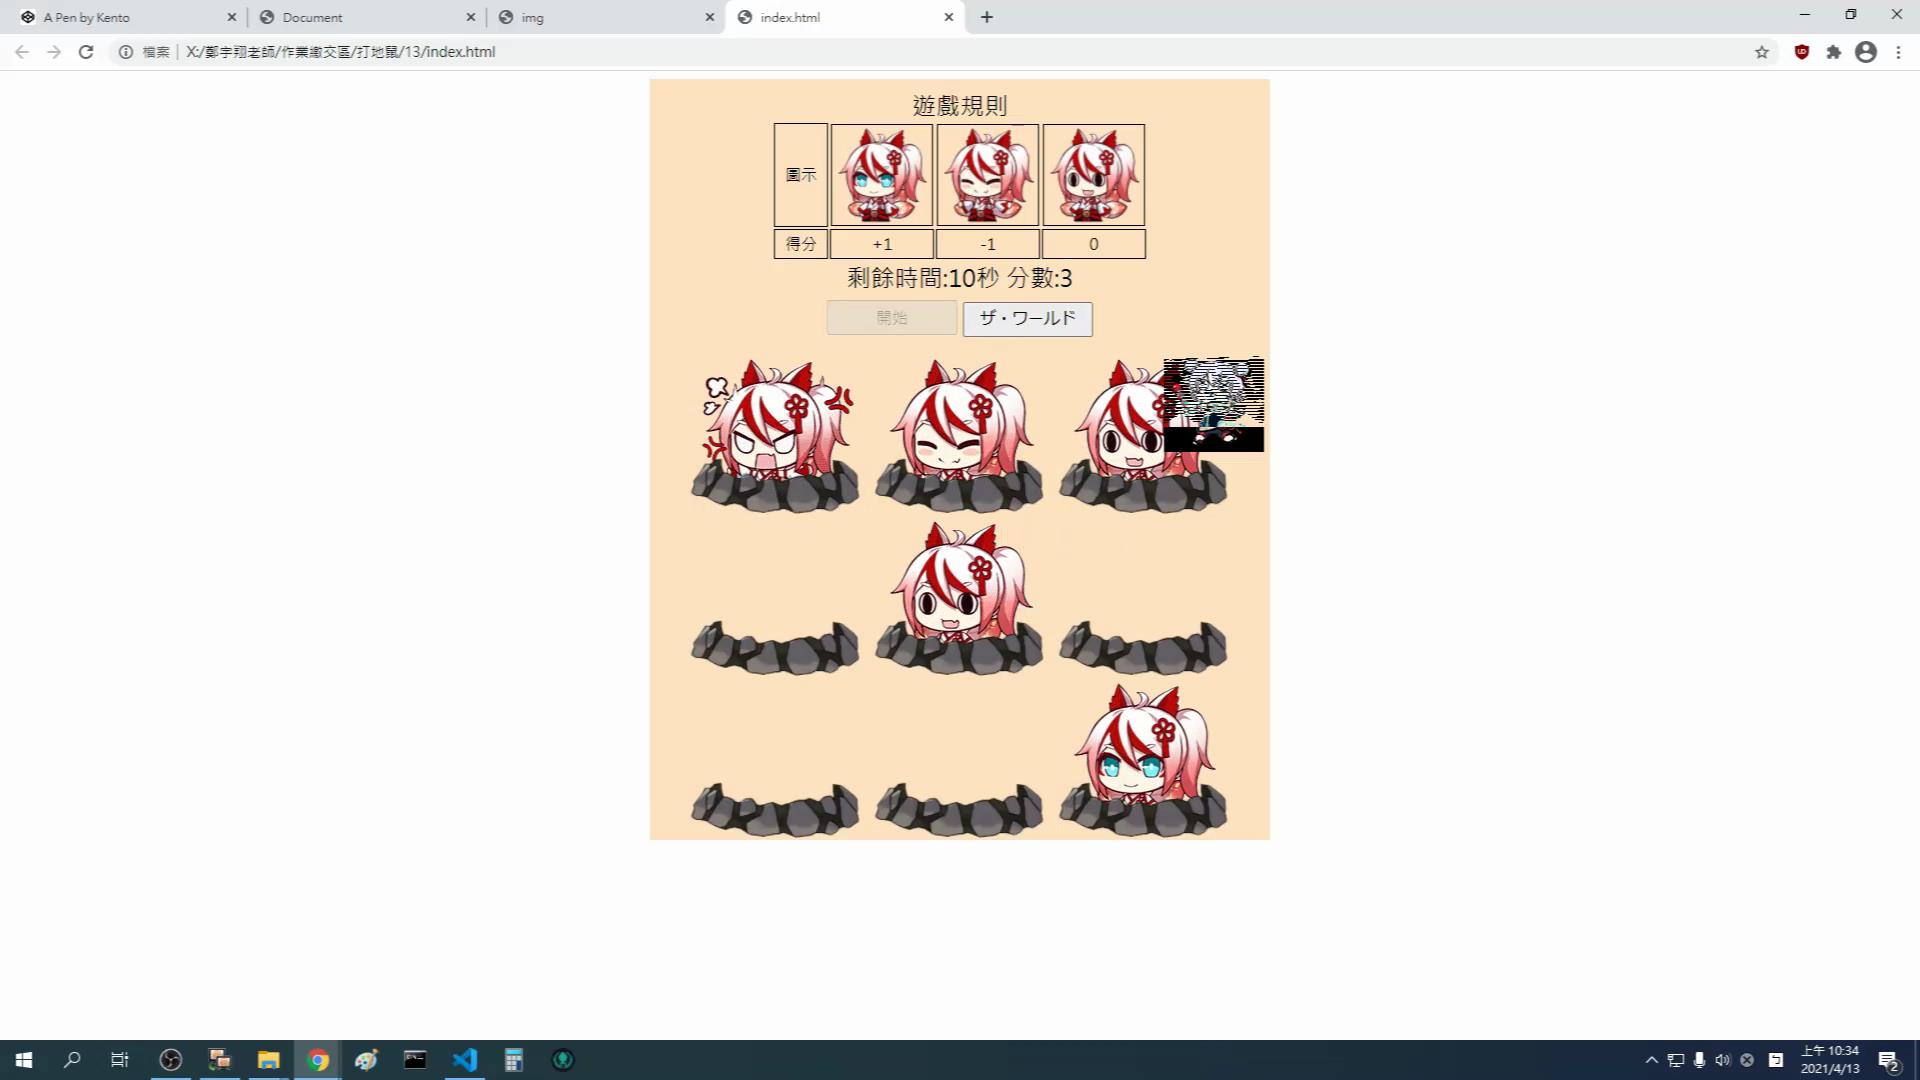 A Pen by Kento
Document
img
index.html
檔案
X:/鄭宇翔老師/作業繳交區/打地鼠/13/index.html
遊戲規則
圖示
得分 +1 -1 0
剩餘時間:10秒 分數:3
開始 ザ・ワールド
上午 10:34
2021/4/13
2